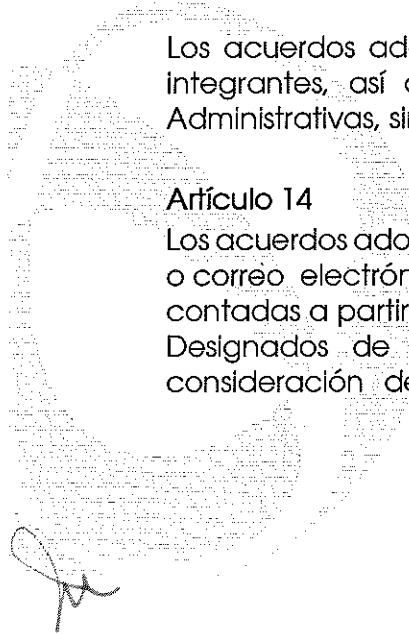 Los acuerdos ad
integrantes, así
Administrativas, si
Artículo 14
Los acuerdos ado
o correo electrón
contadas a partir
Designados de
consideración de